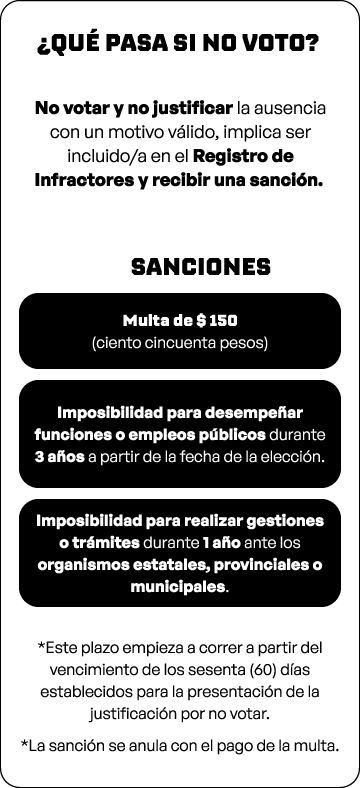 ¿QUÉ PASA SI NO VOTO?
No votar y no justificar la ausencia
con un motivo válido, implica ser
incluido/a en el Registro de
Infractores y recibir una sanción.
SANCIONES
Multa de $ 150
(ciento cincuenta pesos)
Imposibilidad para desempeñar
funciones o empleos públicos durante
3 años a partir de la fecha de la elección.
Imposibilidad para realizar gestiones
o trámites durante 1 año ante los
organismos estatales, provinciales o
municipales.
*Este plazo empieza a correr a partir del
vencimiento de los sesenta (60) días
establecidos para la presentación de la
justificación por no votar.
*La sanción se anula con el pago de la multa.